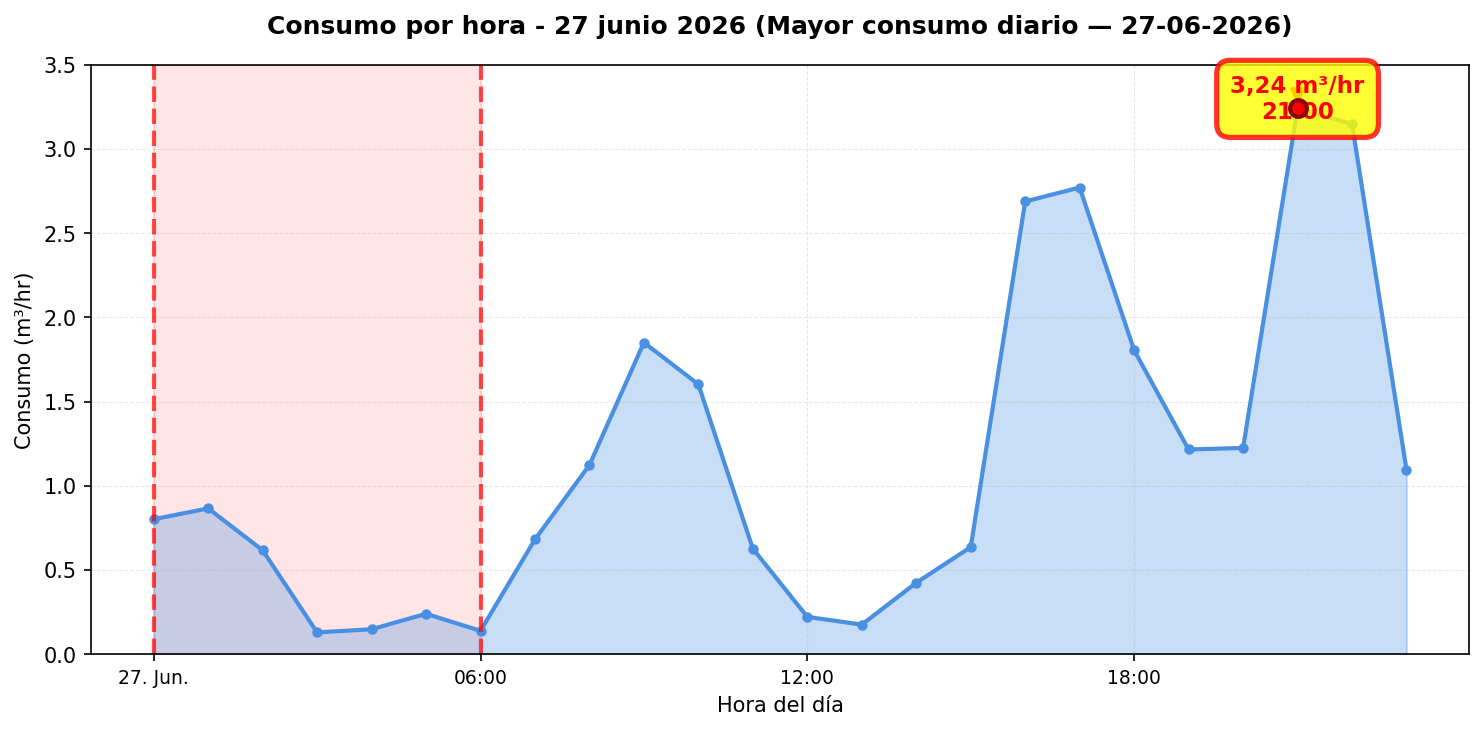 Consumo por hora - 27 junio 2026 (Mayor consumo diario — 27-06-2026)
3,24 m³/hr
21:00
Consumo (m³/hr)
3.5
3.0
2.5
2.0
1.5
1.0
0.5
0.0
27. Jun.
06:00
12:00
18:00
Hora del día